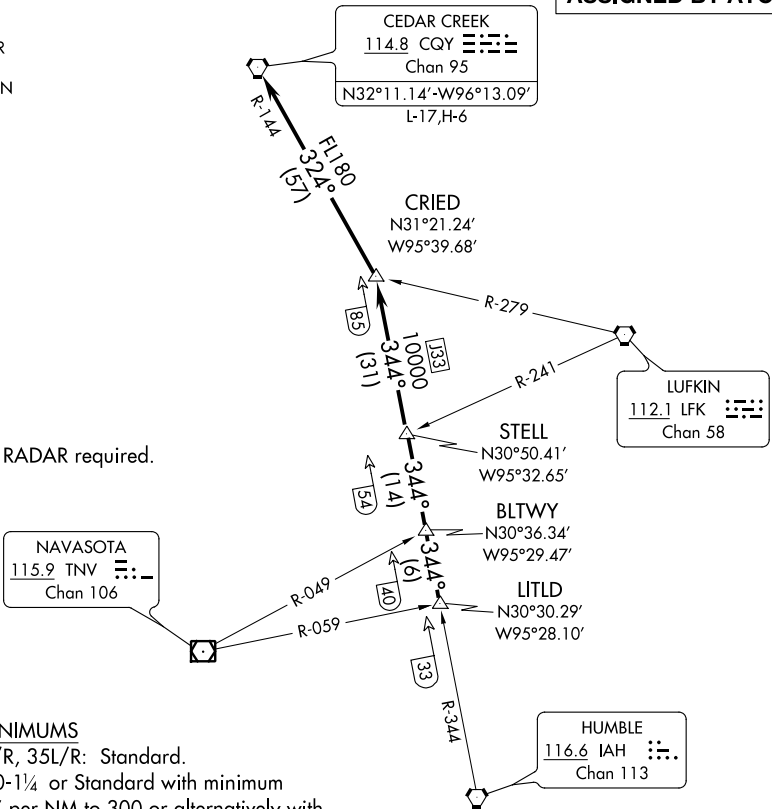 ASSIGNED BY ATC
R
N
CEDAR CREEK
114.8 CQY
Chan 95
N32°11.14'-W96°13.09'
L-17,H-6
R-144
FL180
324°
(57)
CRIED
N31°21.24'
W95°39.68'
85
R-279
10000
J33
344°
(31)
R-241
LUFKIN
112.1 LFK
Chan 58
STELL
N30°50.41'
W95°32.65'
RADAR required.
54
344°
(14)
BLTWY
N30°36.34'
W95°29.47'
NAVASOTA
115.9 TNV
Chan 106
R-049
40
344°
(6)
LITLD
N30°30.29'
W95°28.10'
R-059
33
R-344
HUMBLE
116.6 IAH
Chan 113
NIMUMS
/R, 35L/R: Standard.
0-1¼ or Standard with minimum
per NM to 300 or alternatively with